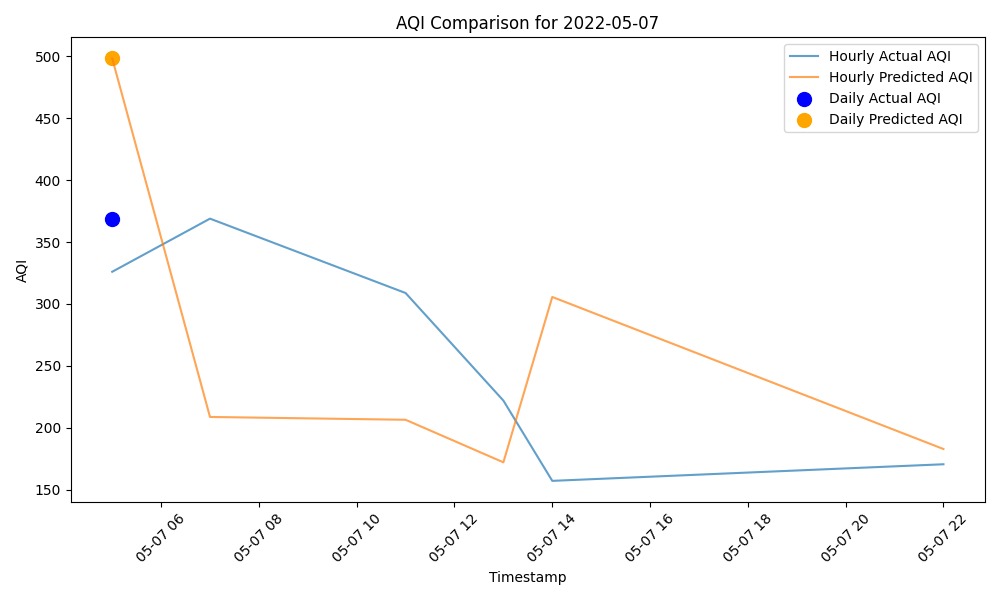 AQI Comparison for 2022-05-07
Hourly Actual AQI
Hourly Predicted AQI
Daily Actual AQI
Daily Predicted AQI
AQI
500
450
400
350
300
250
200
150
05-07 06
05-07 08
05-07 10
05-07 12
05-07 14
05-07 16
05-07 18
05-07 20
05-07 22
Timestamp